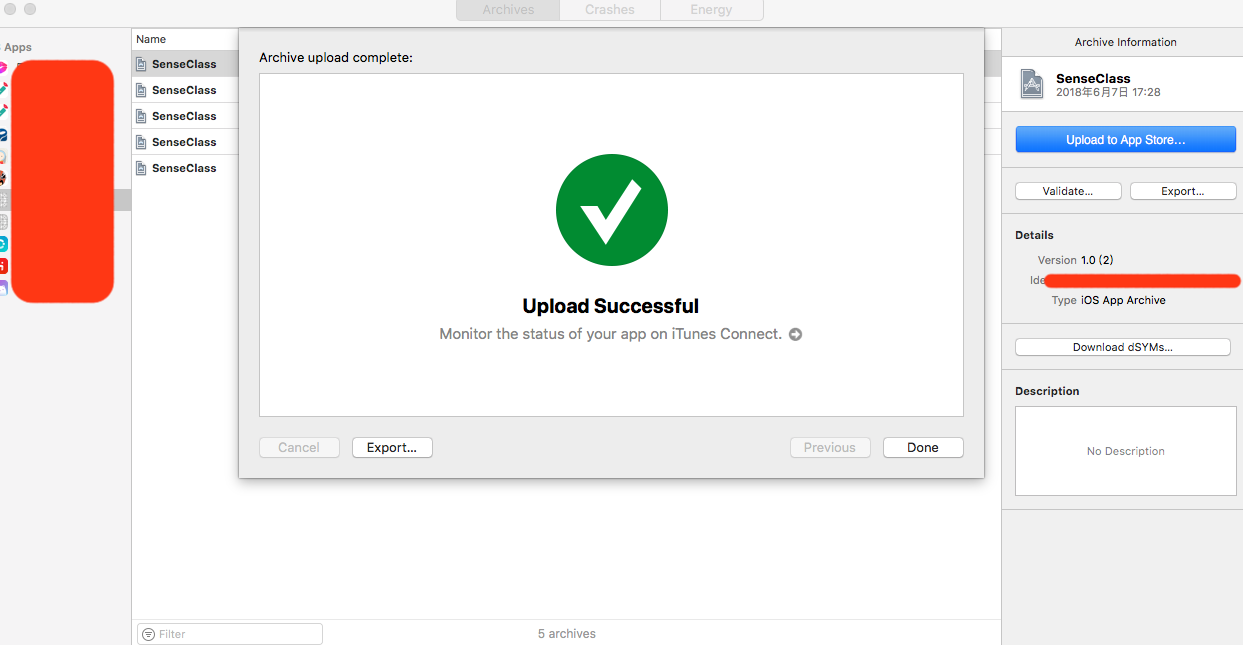 Archives Crashes Energy
Apps
Name
SenseClass
SenseClass
SenseClass
SenseClass
SenseClass
Filter
5 archives
Archive upload complete:
Upload Successful
Monitor the status of your app on iTunes Connect.
Cancel Export... Previous Done
Archive Information
SenseClass
2018年6月7日 17:28
Upload to App Store...
Validate... Export...
Details
Version 1.0 (2)
Ide
Type iOS App Archive
Download dSYMs...
Description
No Description